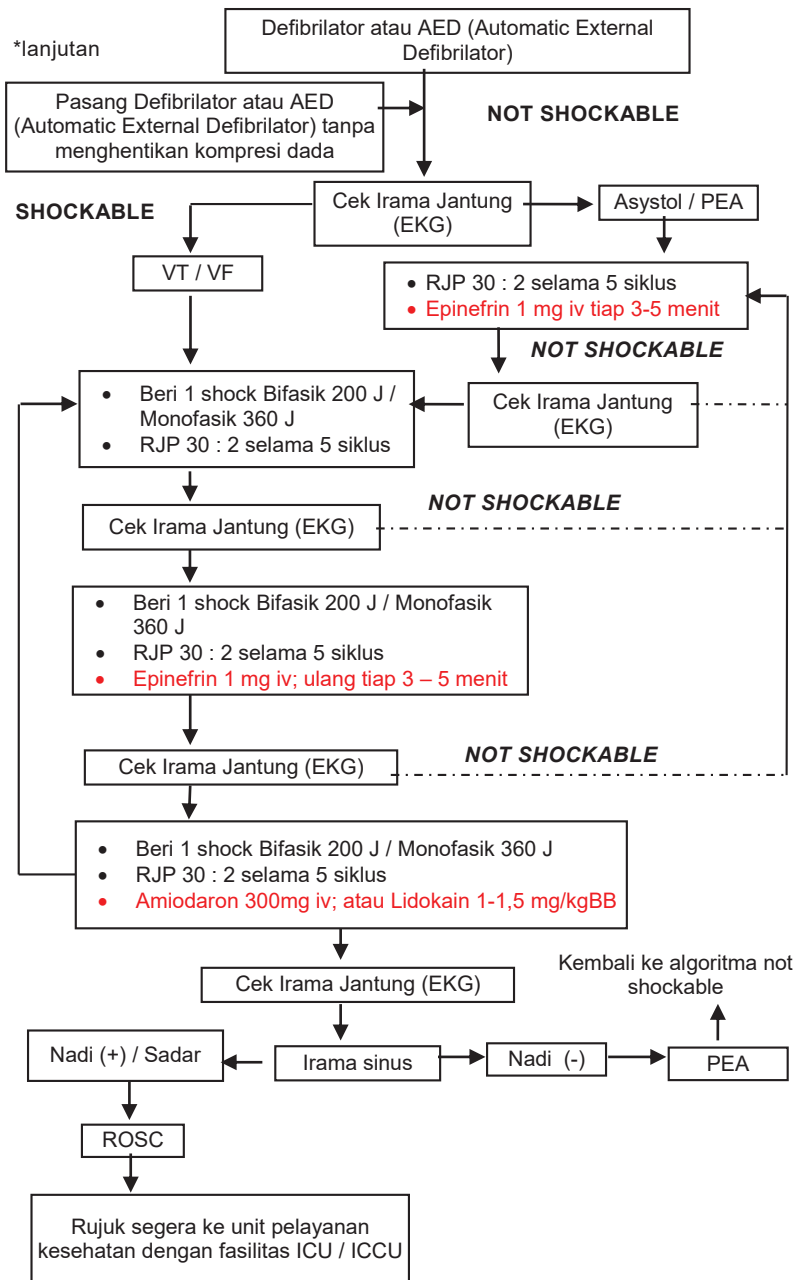 *lanjutan
Defibrilator atau AED (Automatic External
Defibrilator)
Pasang Defibrilator atau AED
(Automatic External Defibrilator) tanpa
menghentikan kompresi dada
NOT SHOCKABLE
SHOCKABLE
Cek Irama Jantung
(EKG)
Asystol / PEA
VT / VF
• RJP 30 : 2 selama 5 siklus
• Epinefrin 1 mg iv tiap 3-5 menit
NOT SHOCKABLE
• Beri 1 shock Bifasik 200 J /
Monofasik 360 J
• RJP 30 : 2 selama 5 siklus
Cek Irama Jantung
(EKG)
NOT SHOCKABLE
Cek Irama Jantung (EKG)
• Beri 1 shock Bifasik 200 J / Monofasik
360 J
• RJP 30 : 2 selama 5 siklus
• Epinefrin 1 mg iv; ulang tiap 3 – 5 menit
NOT SHOCKABLE
Cek Irama Jantung (EKG)
• Beri 1 shock Bifasik 200 J / Monofasik 360 J
• RJP 30 : 2 selama 5 siklus
• Amiodaron 300mg iv; atau Lidokain 1-1,5 mg/kgBB
Cek Irama Jantung (EKG)
Kembali ke algoritma not
shockable
Nadi (+) / Sadar
Irama sinus
Nadi (-)
PEA
ROSC
Rujuk segera ke unit pelayanan
kesehatan dengan fasilitas ICU / ICCU